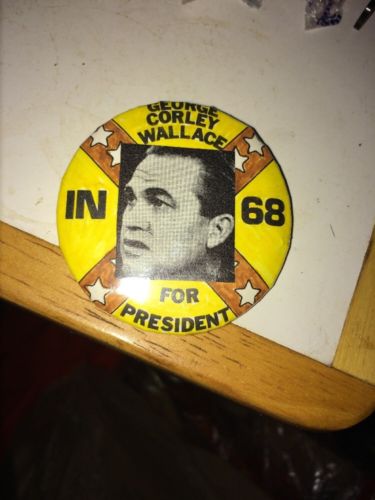 GEORGE
CORLEY
WALLACE
IN 68
FOR
PRESIDENT